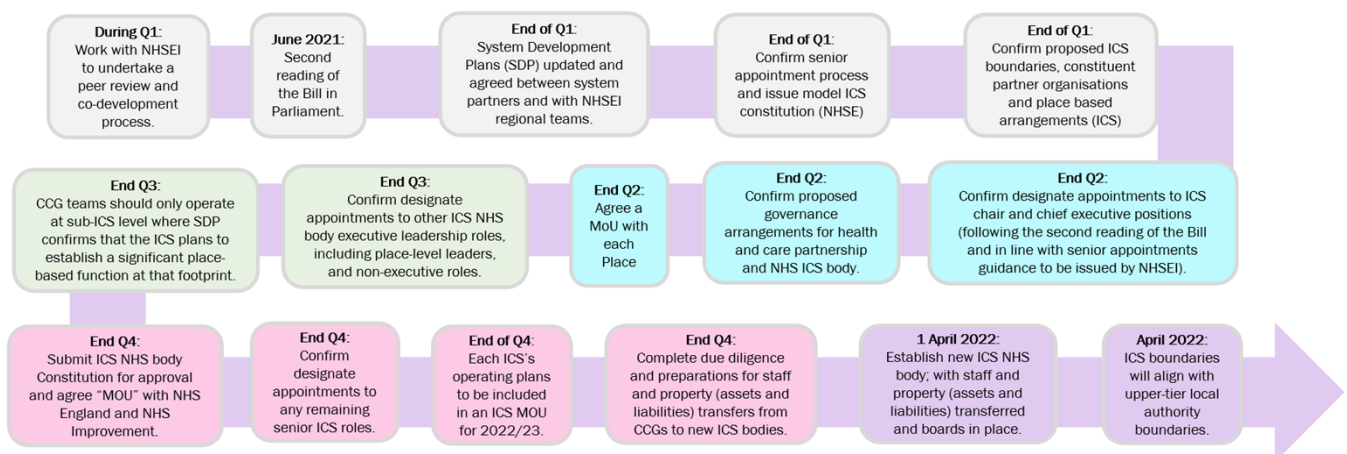 During Q1:
Work with NHSEI
to undertake a
peer review and
co-development
process.
June 2021:
Second
reading of
the Bill in
Parliament.
End of Q1:
System Development
Plans (SDP) updated and
agreed between system
partners and with NHSEI
regional teams.
End of Q1:
Confirm senior
appointment process
and issue model ICS
constitution (NHSE)
End of Q1:
Confirm proposed ICS
boundaries, constituent
partner organisations
and place based
arrangements (ICS)
End Q2:
Confirm designate appointments to ICS
chair and chief executive positions
(following the second reading of the Bill
and in line with senior appointments
guidance to be issued by NHSEI).
End Q2:
Confirm proposed
governance
arrangements for health
and care partnership
and NHS ICS body.
End Q2:
Agree a
MoU with
each
Place
End Q3:
Confirm designate
appointments to other ICS NHS
body executive leadership roles,
including place-level leaders,
and non-executive roles.
End Q3:
CCG teams should only operate
at sub-ICS level where SDP
confirms that the ICS plans to
establish a significant place-
based function at that footprint.
End Q4:
Submit ICS NHS body
Constitution for approval
and agree “MOU” with NHS
England and NHS
Improvement.
End Q4:
Confirm
designate
appointments to
any remaining
senior ICS roles.
End of Q4:
Each ICS's
operating plans
to be included
in an ICS MOU
for 2022/23.
End Q4:
Complete due diligence
and preparations for staff
and property (assets and
liabilities) transfers from
CCGs to new ICS bodies.
1 April 2022:
Establish new ICS NHS
body; with staff and
property (assets and
liabilities) transferred
and boards in place.
April 2022:
ICS boundaries
will align with
upper-tier local
authority
boundaries.